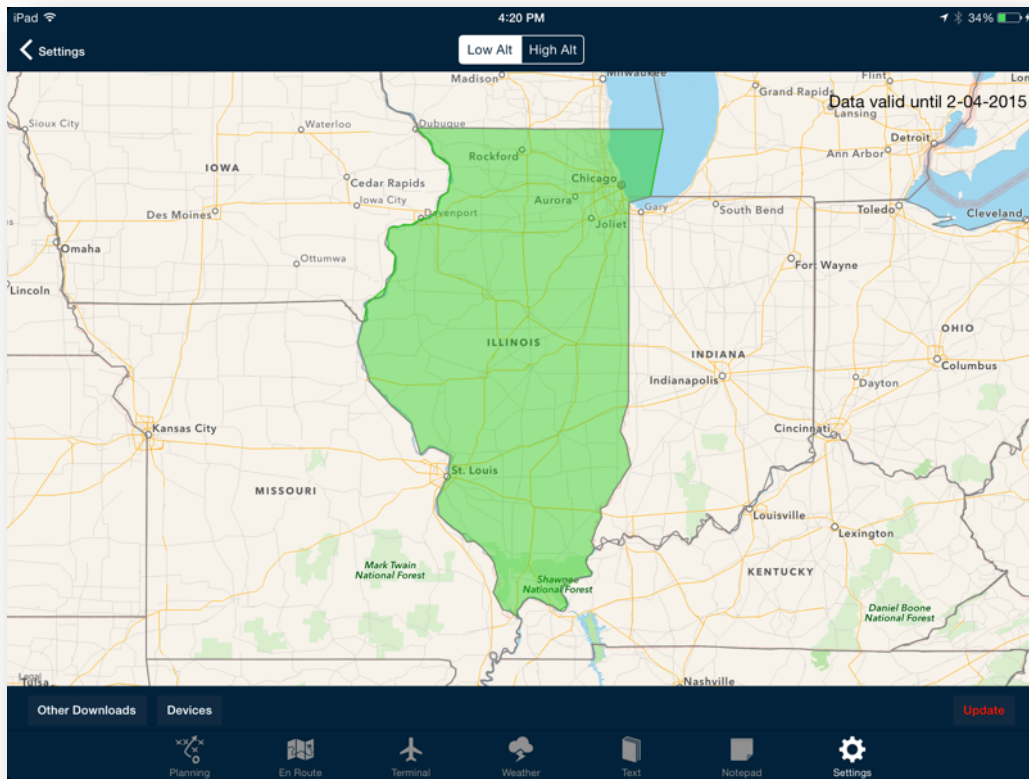 iPad
4:20 PM
34%
Settings
Low Alt
High Alt
Madison
Milwaukee
Flint
Lon
Grand Rapids
Data valid until 2-04-2015
Lansing
Sioux City
Waterloo
Dubuque
Detroit
Rockford
Ann Arbor
IOWA
Chicago
Cedar Rapids
Iowa City
Aurora
Gary
South Bend
Toledo
Des Moines
Davenport
Cleveland
Joliet
Omaha
Ottumwa
Fort Wayne
Lincoln
OHIO
ILLINOIS
INDIANA
Columbus
Indianapolis
Dayton
Kansas City
Cincinnati
St. Louis
MISSOURI
Louisville
Lexington
Mark Twain
National Forest
Shawnee
National Forest
KENTUCKY
Daniel Boone
National Forest
Legal
Tulsa
Nashville
Other Downloads
Devices
Update
Planning
En Route
Terminal
Weather
Text
Notepad
Settings